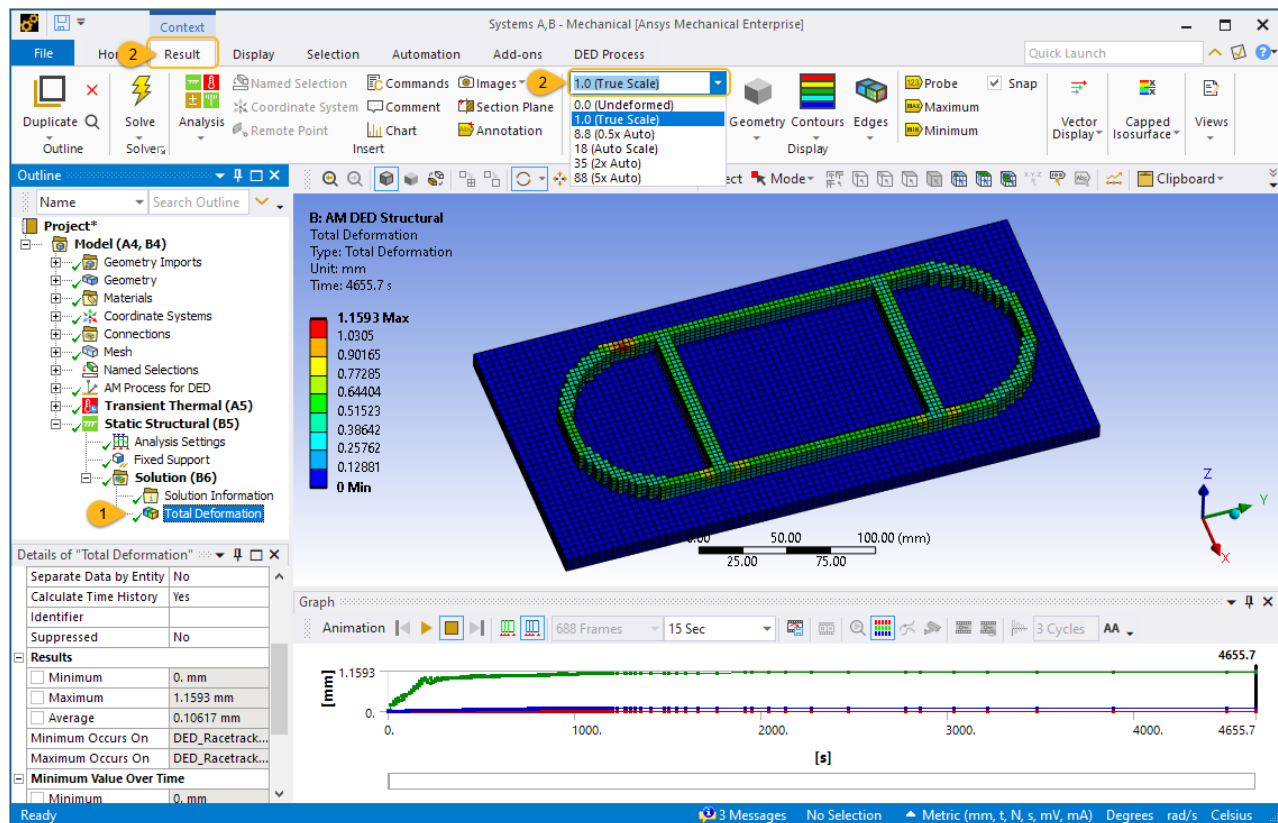 Systems A,B - Mechanical [Ansys Mechanical Enterprise]
Context
File
2
Result
Display
Selection
Automation
Add-ons
DED Process
Quick Launch
Duplicate
Outline
Solve
Solver
Analysis
Named Selection
Coordinate System
Remote Point
Commands
Comment
Chart
Images
Section Plane
Annotation
Insert
2
1.0 (True Scale)
0.0 (Undeformed)
1.0 (True Scale)
8.8 (0.5x Auto)
18 (Auto Scale)
35 (2x Auto)
88 (5x Auto)
Geometry
Contours
Edges
Display
Probe
Maximum
Minimum
Snap
Vector Display
Capped Isosurface
Views
Outline
Mode
Clipboard
Name
Search Outline
Project*
Model (A4, B4)
Geometry Imports
Geometry
Materials
Coordinate Systems
Connections
Mesh
Named Selections
AM Process for DED
Transient Thermal (A5)
Static Structural (B5)
Analysis Settings
Fixed Support
Solution (B6)
Solution Information
1
Total Deformation
B: AM DED Structural
Total Deformation
Type: Total Deformation
Unit: mm
Time: 4655.7 s
1.1593 Max
1.0305
0.90165
0.77285
0.64404
0.51523
0.38642
0.25762
0.12881
0 Min
Z
Y
X
0.00 50.00 100.00 (mm)
25.00 75.00
Details of "Total Deformation"
Separate Data by Entity No
Calculate Time History Yes
Identifier
Suppressed No
Results
Minimum 0. mm
Maximum 1.1593 mm
Average 0.10617 mm
Minimum Occurs On DED_Racetrack...
Maximum Occurs On DED_Racetrack...
Minimum Value Over Time
Minimum 0. mm
Graph
Animation
688 Frames
15 Sec
3 Cycles
AA
4655.7
1.1593
[mm]
0.
0. 1000. 2000. 3000. 4000. 4655.7
[s]
Ready
3 Messages
No Selection
Metric (mm, t, N, s, mV, mA)
Degrees
rad/s
Celsius